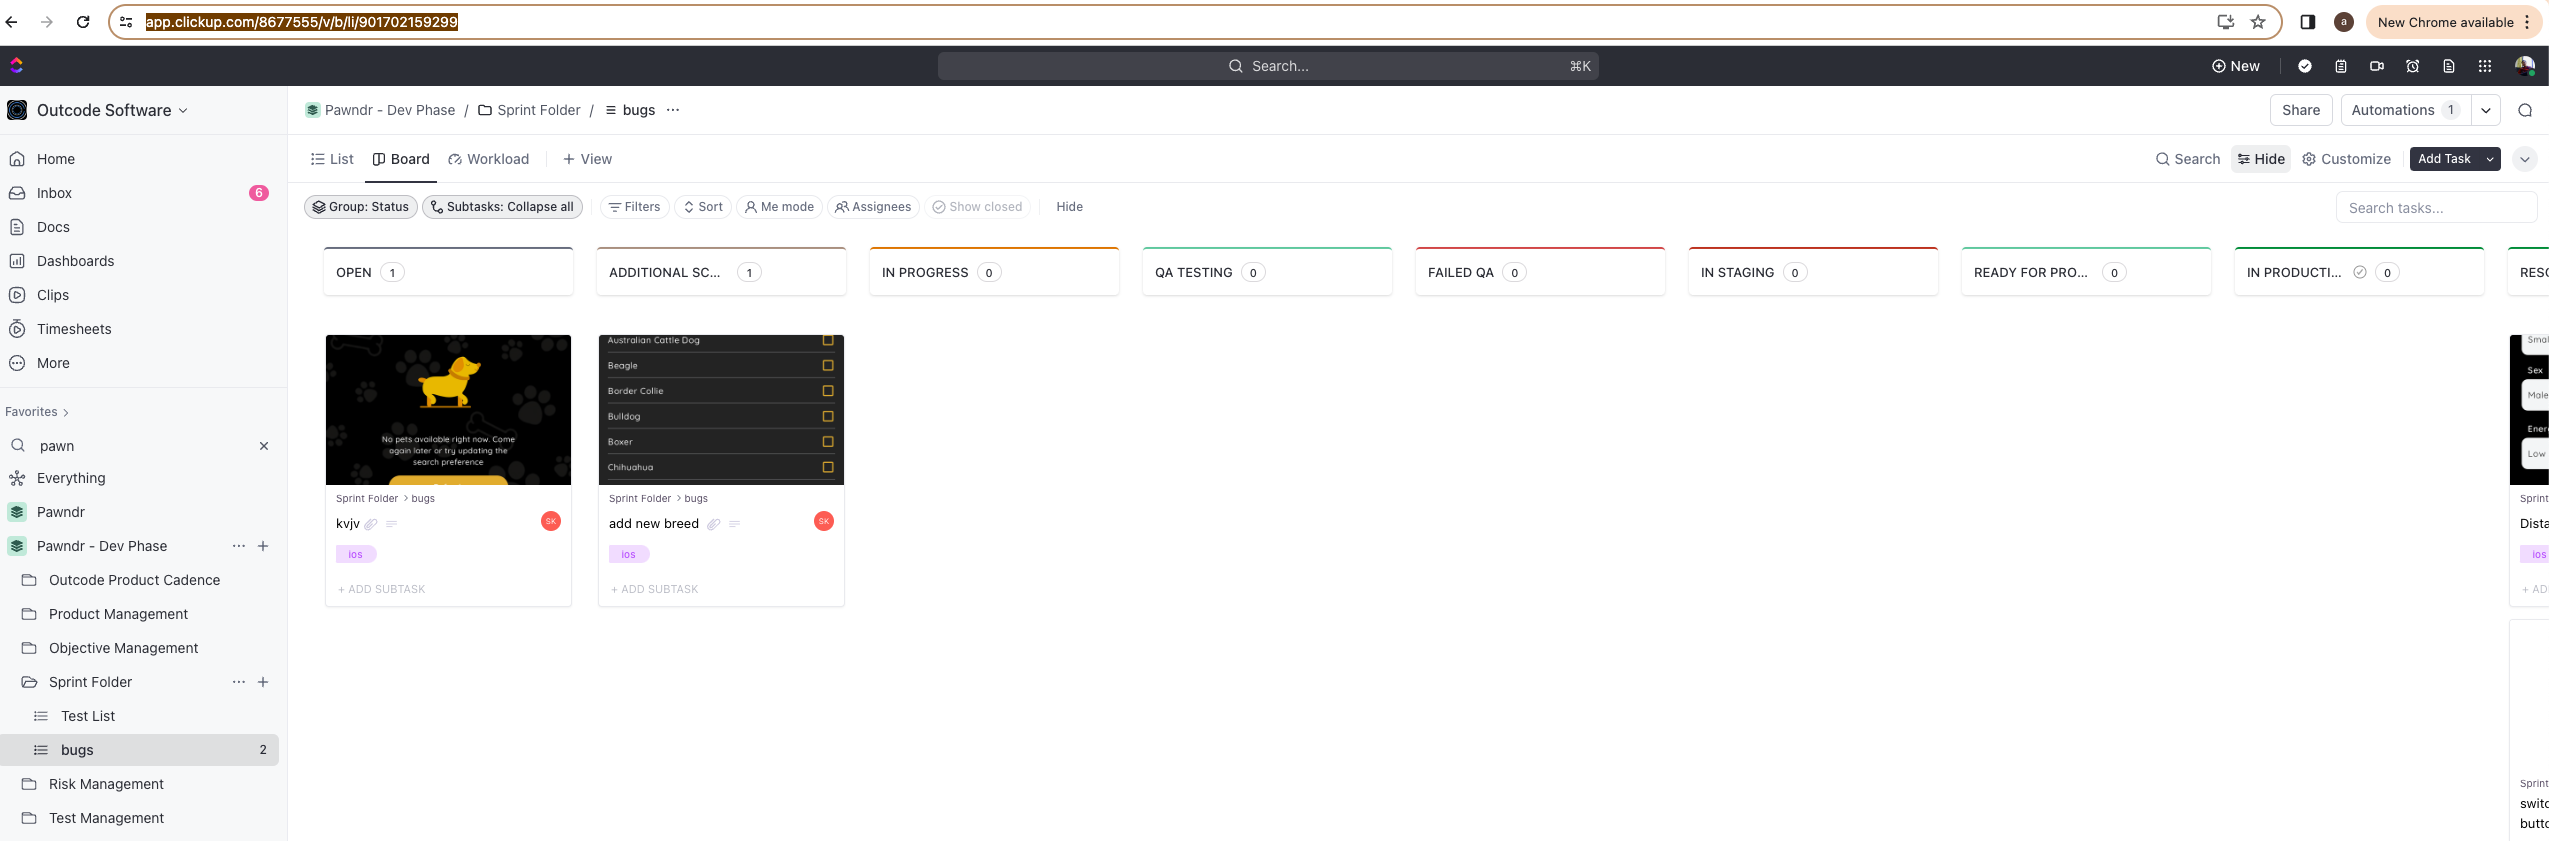 app.clickup.com/8677555/v/b/li/901702159299
a
New Chrome available
Search...
⌘K
New
Outcode Software
Pawndr - Dev Phase / Sprint Folder / bugs ...
Share
Automations 1
Home
Inbox 6
Docs
Dashboards
Clips
Timesheets
More
Favorites
pawn
Everything
Pawndr
Pawndr - Dev Phase
Outcode Product Cadence
Product Management
Objective Management
Sprint Folder
Test List
bugs 2
Risk Management
Test Management
List
Board
Workload
+ View
Search
Hide
Customize
Add Task
Group: Status
Subtasks: Collapse all
Filters
Sort
Me mode
Assignees
Show closed
Hide
Search tasks...
OPEN 1
ADDITIONAL SC... 1
IN PROGRESS 0
QA TESTING 0
FAILED QA 0
IN STAGING 0
READY FOR PRO... 0
IN PRODUCTI... 0
RESC
No pets available right now. Come
again later or try updating the
search preference
Sprint Folder > bugs
kvjv
SK
ios
+ ADD SUBTASK
Australian Cattle Dog
Beagle
Border Collie
Bulldog
Boxer
Chihuahua
Sprint Folder > bugs
add new breed
SK
ios
+ ADD SUBTASK
Smal
Sex
Male
Ener
Low
Sprint
Dista
ios
+ AD
Sprint
switc
butto